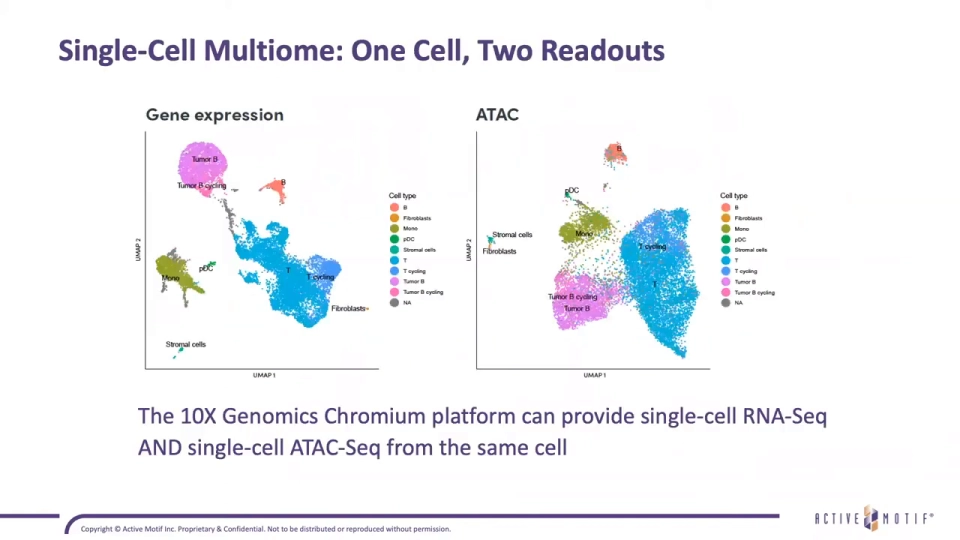 Single-Cell Multiome: One Cell, Two Readouts
Gene expression
Tumor B
Tumor B cycling
B
T
T cycling
Mono
pDC
Fibroblasts
Stromal cells
UMAP 2
UMAP 1
Cell type
B
Fibroblasts
Mono
pDC
Stromal cells
T
T cycling
Tumor B
Tumor B cycling
NA
ATAC
B
pDC
Mono
Stromal cells
Fibroblasts
T cycling
T
Tumor B cycling
Tumor B
UMAP 2
UMAP 1
Cell type
B
Fibroblasts
Mono
pDC
Stromal cells
T
T cycling
Tumor B
Tumor B cycling
NA
The 10X Genomics Chromium platform can provide single-cell RNA-Seq
AND single-cell ATAC-Seq from the same cell
Copyright © Active Motif Inc. Proprietary & Confidential. Not to be distributed or reproduced without permission.
ACTIVE MOTIF®